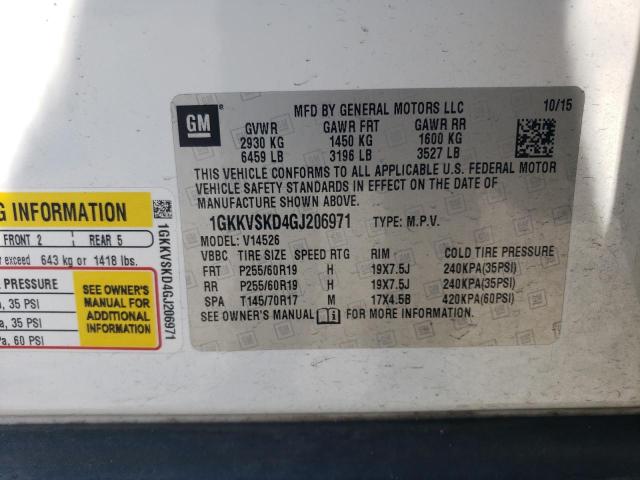 GM
MFD BY GENERAL MOTORS LLC 10/15
GVWR GAWR FRT GAWR RR
2930 KG 1450 KG 1600 KG
6459 LB 3196 LB 3527 LB
THIS VEHICLE CONFORMS TO ALL APPLICABLE U.S. FEDERAL MOTOR
VEHICLE SAFETY STANDARDS IN EFFECT ON THE DATE OF
MANUFACTURE SHOWN ABOVE.
1GKKVSKD4GJ206971 TYPE: M.P.V.
MODEL: V14526
VBBC TIRE SIZE SPEED RTG RIM COLD TIRE PRESSURE
FRT P255/60R19 H 19X7.5J 240KPA(35PSI)
RR P255/60R19 H 19X7.5J 240KPA(35PSI)
SPA T145/70R17 M 17X4.5B 420KPA(60PSI)
SEE OWNER'S MANUAL i FOR MORE INFORMATION.
G INFORMATION
FRONT 2 REAR 5
exceed 643 kg or 1418 lbs.
PRESSURE
a, 35 PSI
a, 35 PSI
a, 60 PSI
SEE OWNER'S
MANUAL FOR
ADDITIONAL
INFORMATION
1GKKVSKD4GJ206971